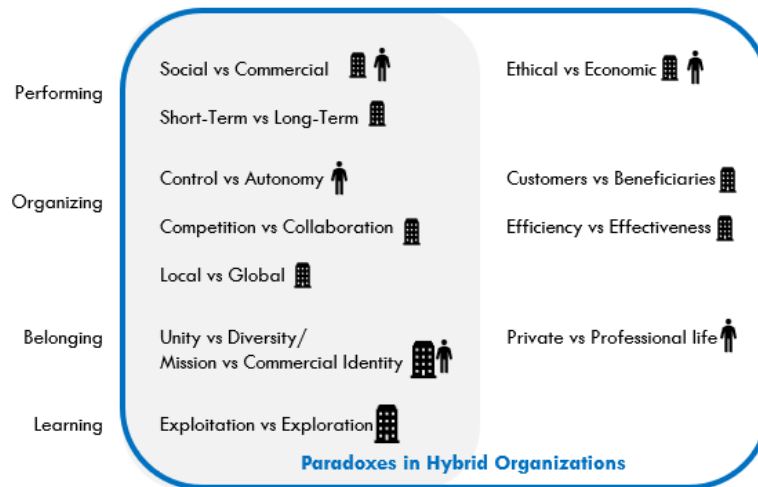 Performing
Social vs Commercial
Ethical vs Economic
Short-Term vs Long-Term
Organizing
Control vs Autonomy
Customers vs Beneficiaries
Competition vs Collaboration
Efficiency vs Effectiveness
Local vs Global
Belonging
Unity vs Diversity/
Mission vs Commercial Identity
Private vs Professional life
Learning
Exploitation vs Exploration
Paradoxes in Hybrid Organizations